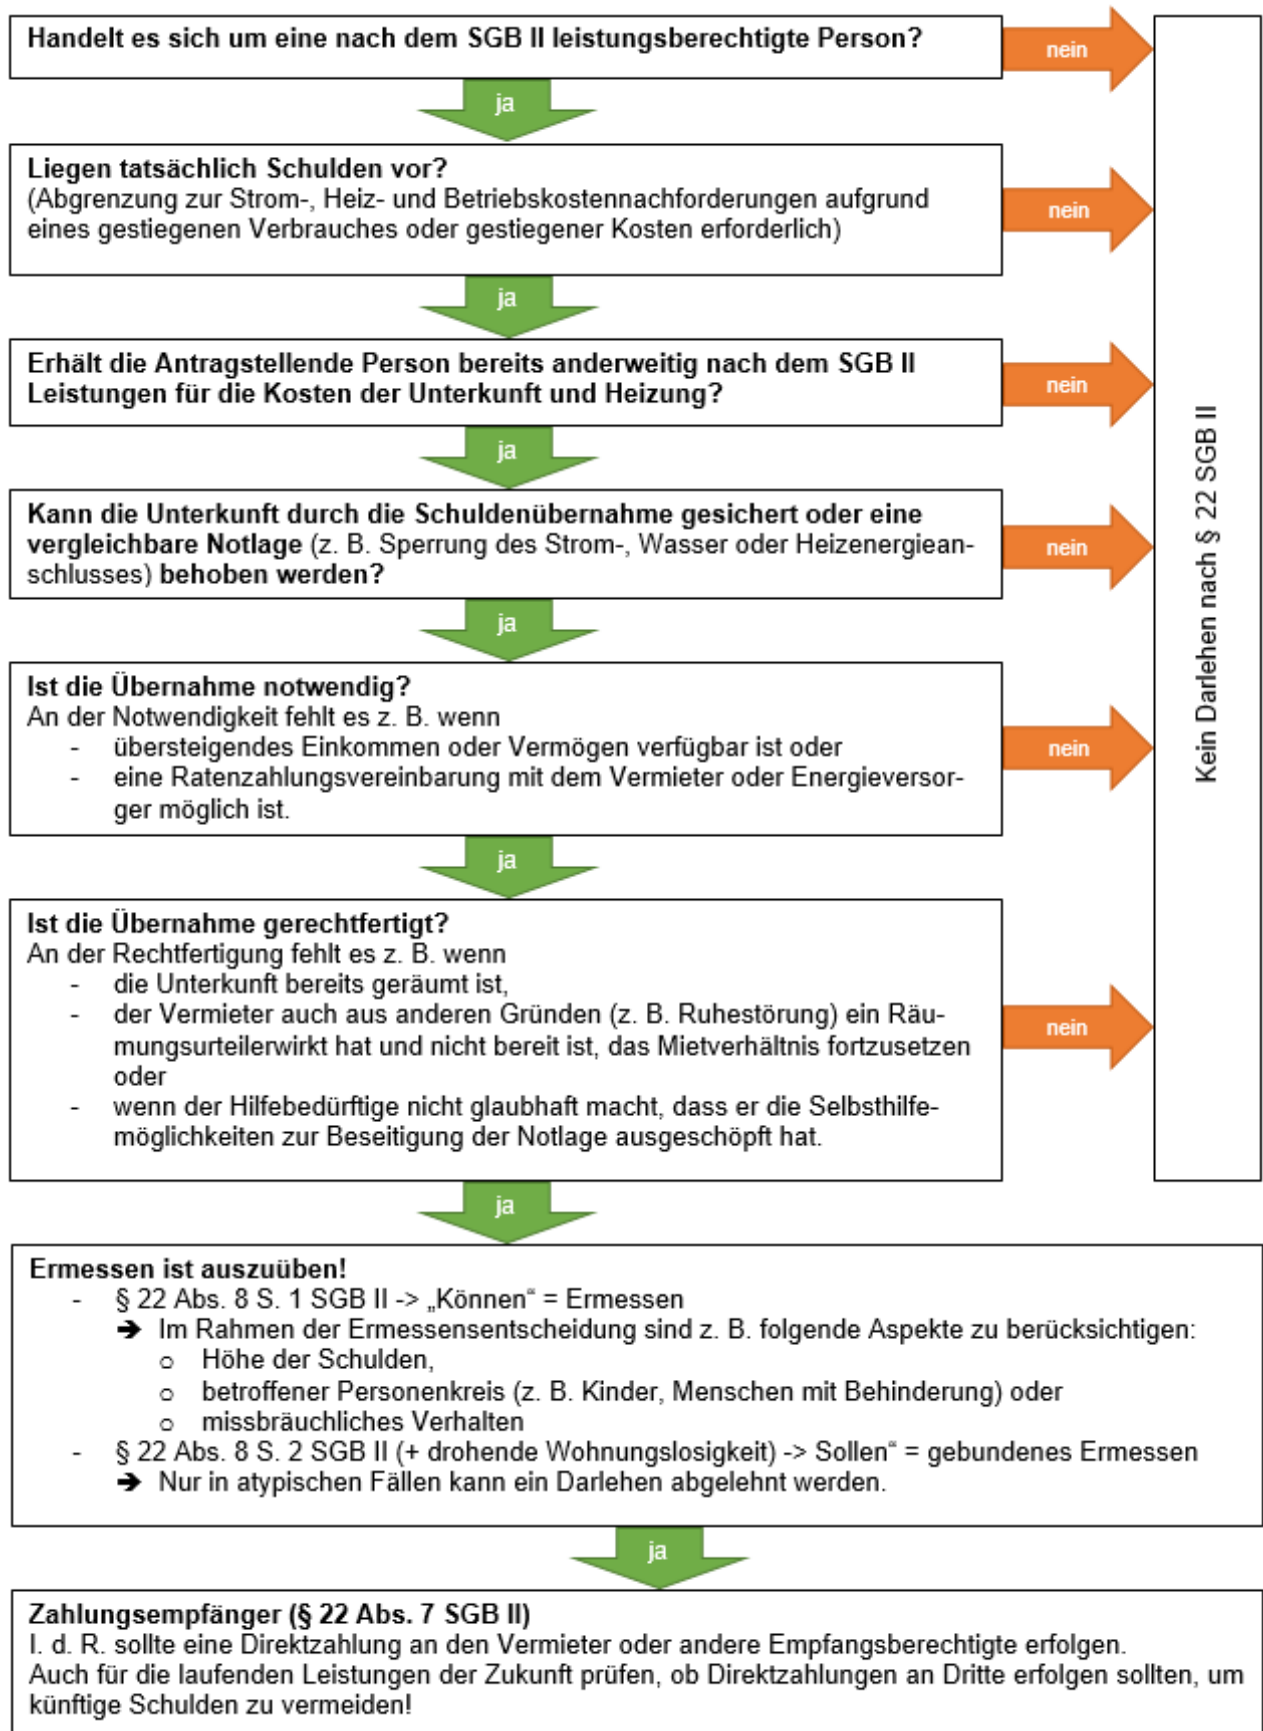 Handelt es sich um eine nach dem SGB II leistungsberechtigte Person?
nein
ja
Liegen tatsächlich Schulden vor?
(Abgrenzung zur Strom-, Heiz- und Betriebskostennachforderungen aufgrund
eines gestiegenen Verbrauches oder gestiegener Kosten erforderlich)
nein
ja
Erhält die Antragstellende Person bereits anderweitig nach dem SGB II
Leistungen für die Kosten der Unterkunft und Heizung?
nein
ja
Kann die Unterkunft durch die Schuldenübernahme gesichert oder eine
vergleichbare Notlage (z. B. Sperrung des Strom-, Wasser oder Heizenergiean-
schlusses) behoben werden?
nein
ja
Ist die Übernahme notwendig?
An der Notwendigkeit fehlt es z. B. wenn
- übersteigendes Einkommen oder Vermögen verfügbar ist oder
- eine Ratenzahlungsvereinbarung mit dem Vermieter oder Energieversor-
ger möglich ist.
nein
ja
Ist die Übernahme gerechtfertigt?
An der Rechtfertigung fehlt es z. B. wenn
- die Unterkunft bereits geräumt ist,
- der Vermieter auch aus anderen Gründen (z. B. Ruhestörung) ein Räu-
mungsurteilerwirkt hat und nicht bereit ist, das Mietverhältnis fortzusetzen
oder
- wenn der Hilfebedürftige nicht glaubhaft macht, dass er die Selbsthilfe-
möglichkeiten zur Beseitigung der Notlage ausgeschöpft hat.
nein
Kein Darlehen nach § 22 SGB II
ja
Ermessen ist auszuüben!
- § 22 Abs. 8 S. 1 SGB II -> „Können“ = Ermessen
➔ Im Rahmen der Ermessensentscheidung sind z. B. folgende Aspekte zu berücksichtigen:
o Höhe der Schulden,
o betroffener Personenkreis (z. B. Kinder, Menschen mit Behinderung) oder
o missbräuchliches Verhalten
- § 22 Abs. 8 S. 2 SGB II (+ drohende Wohnungslosigkeit) -> Sollen“ = gebundenes Ermessen
➔ Nur in atypischen Fällen kann ein Darlehen abgelehnt werden.
ja
Zahlungsempfänger (§ 22 Abs. 7 SGB II)
I. d. R. sollte eine Direktzahlung an den Vermieter oder andere Empfangsberechtigte erfolgen.
Auch für die laufenden Leistungen der Zukunft prüfen, ob Direktzahlungen an Dritte erfolgen sollten, um
künftige Schulden zu vermeiden!